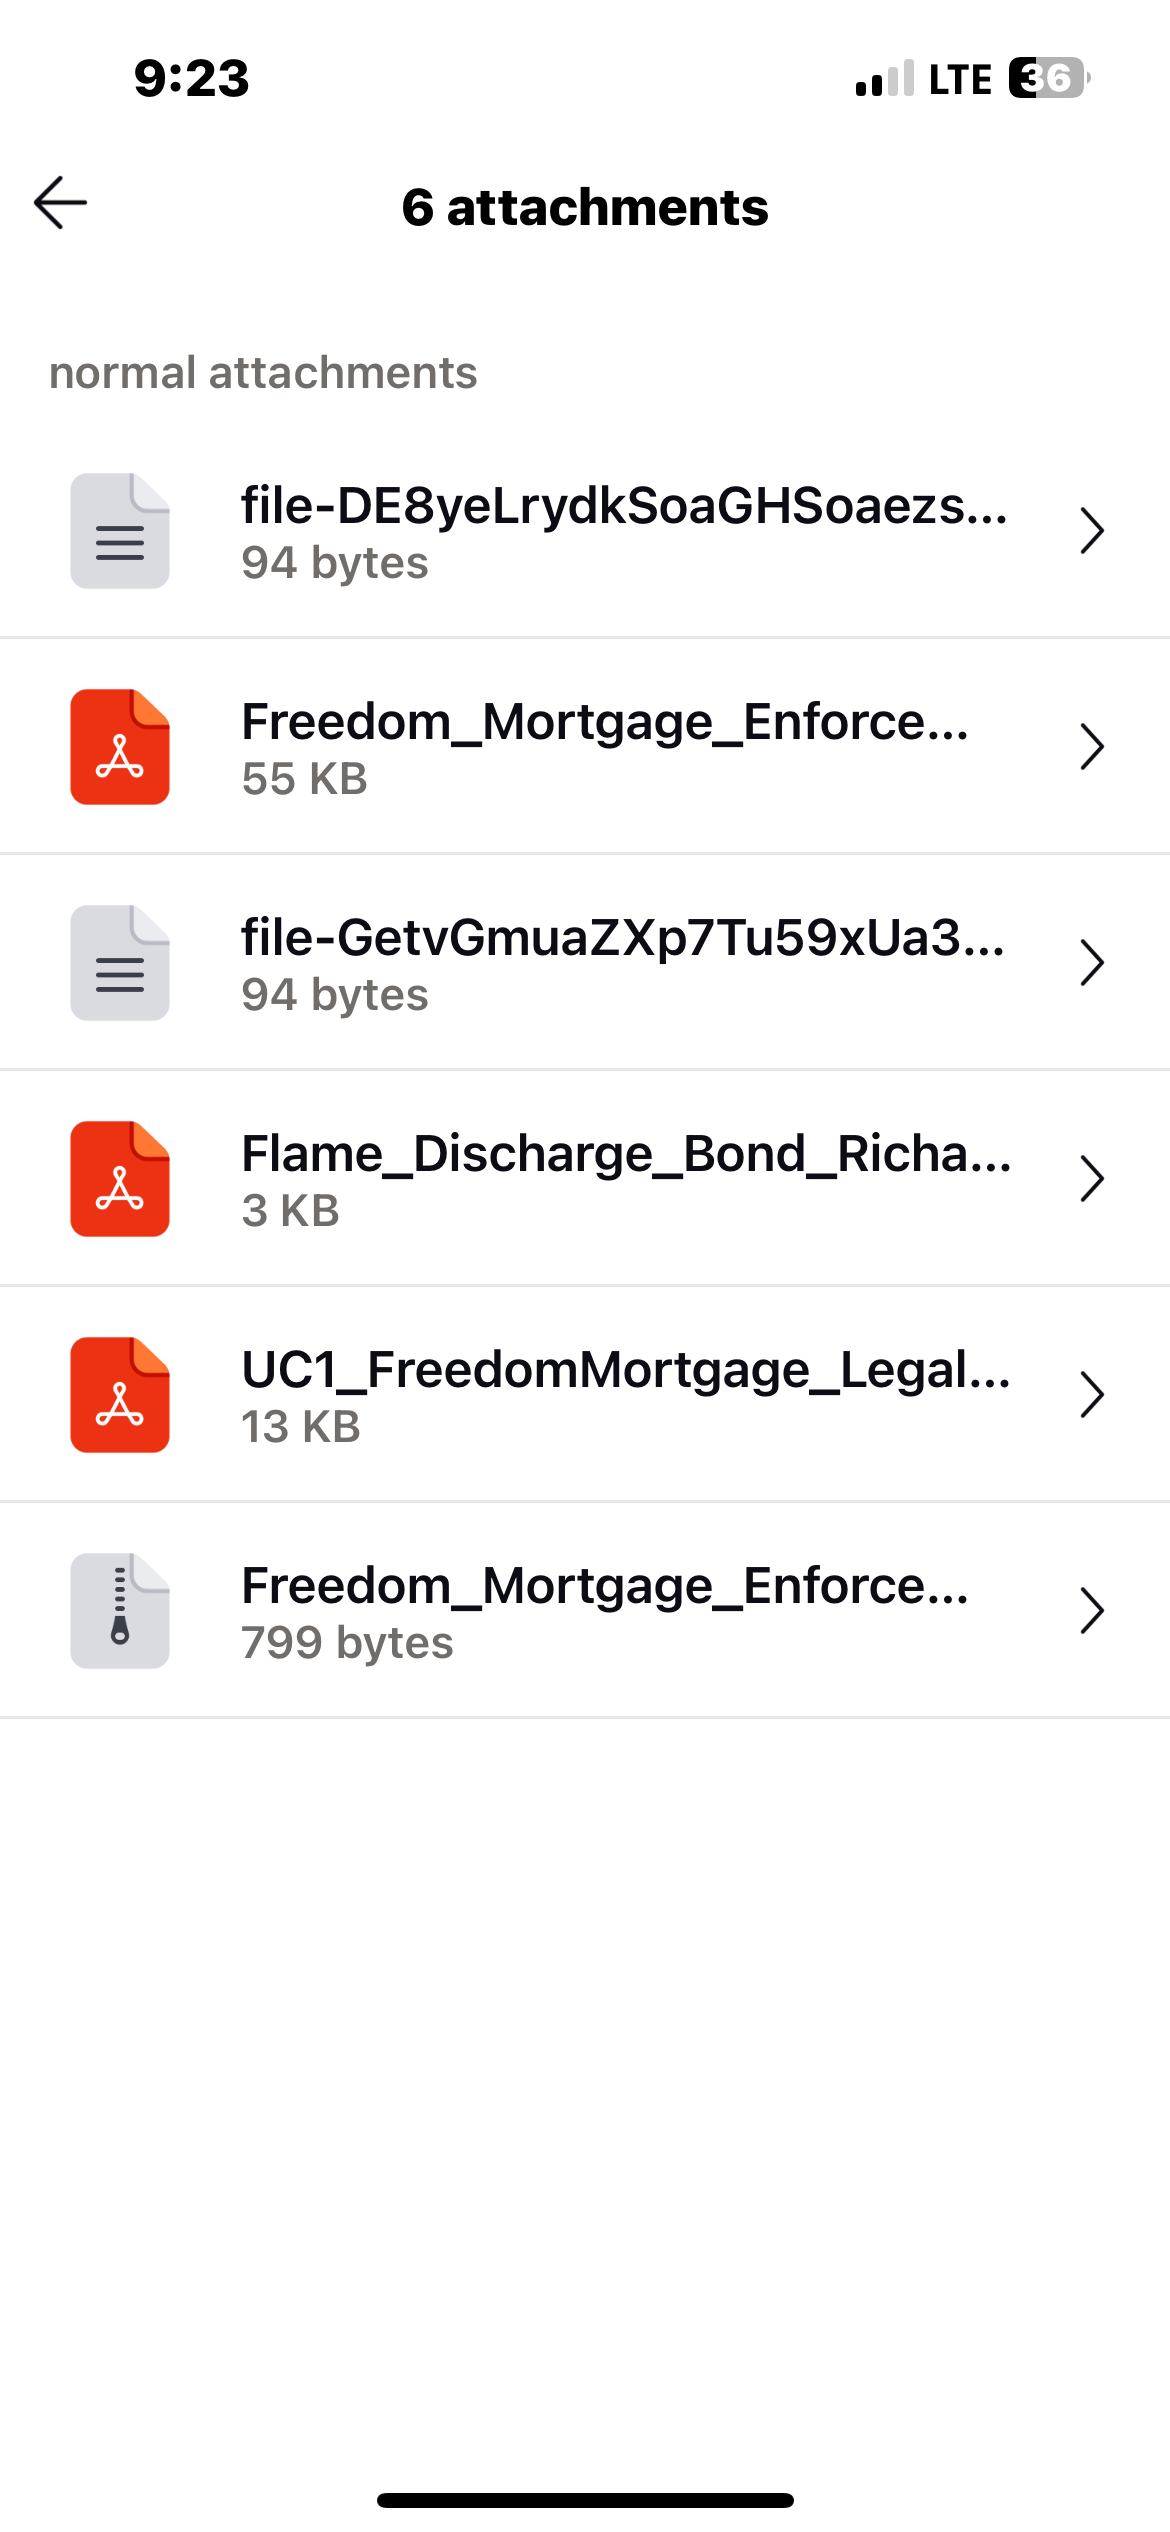 9:23 LTE 36
6 attachments
normal attachments
file-DE8yeLrydkSoaGHSoaezs...
94 bytes
Freedom_Mortgage_Enforce...
55 KB
file-GetvGmuaZXp7Tu59xUa3...
94 bytes
Flame_Discharge_Bond_Richa...
3 KB
UC1_FreedomMortgage_Legal...
13 KB
Freedom_Mortgage_Enforce...
799 bytes